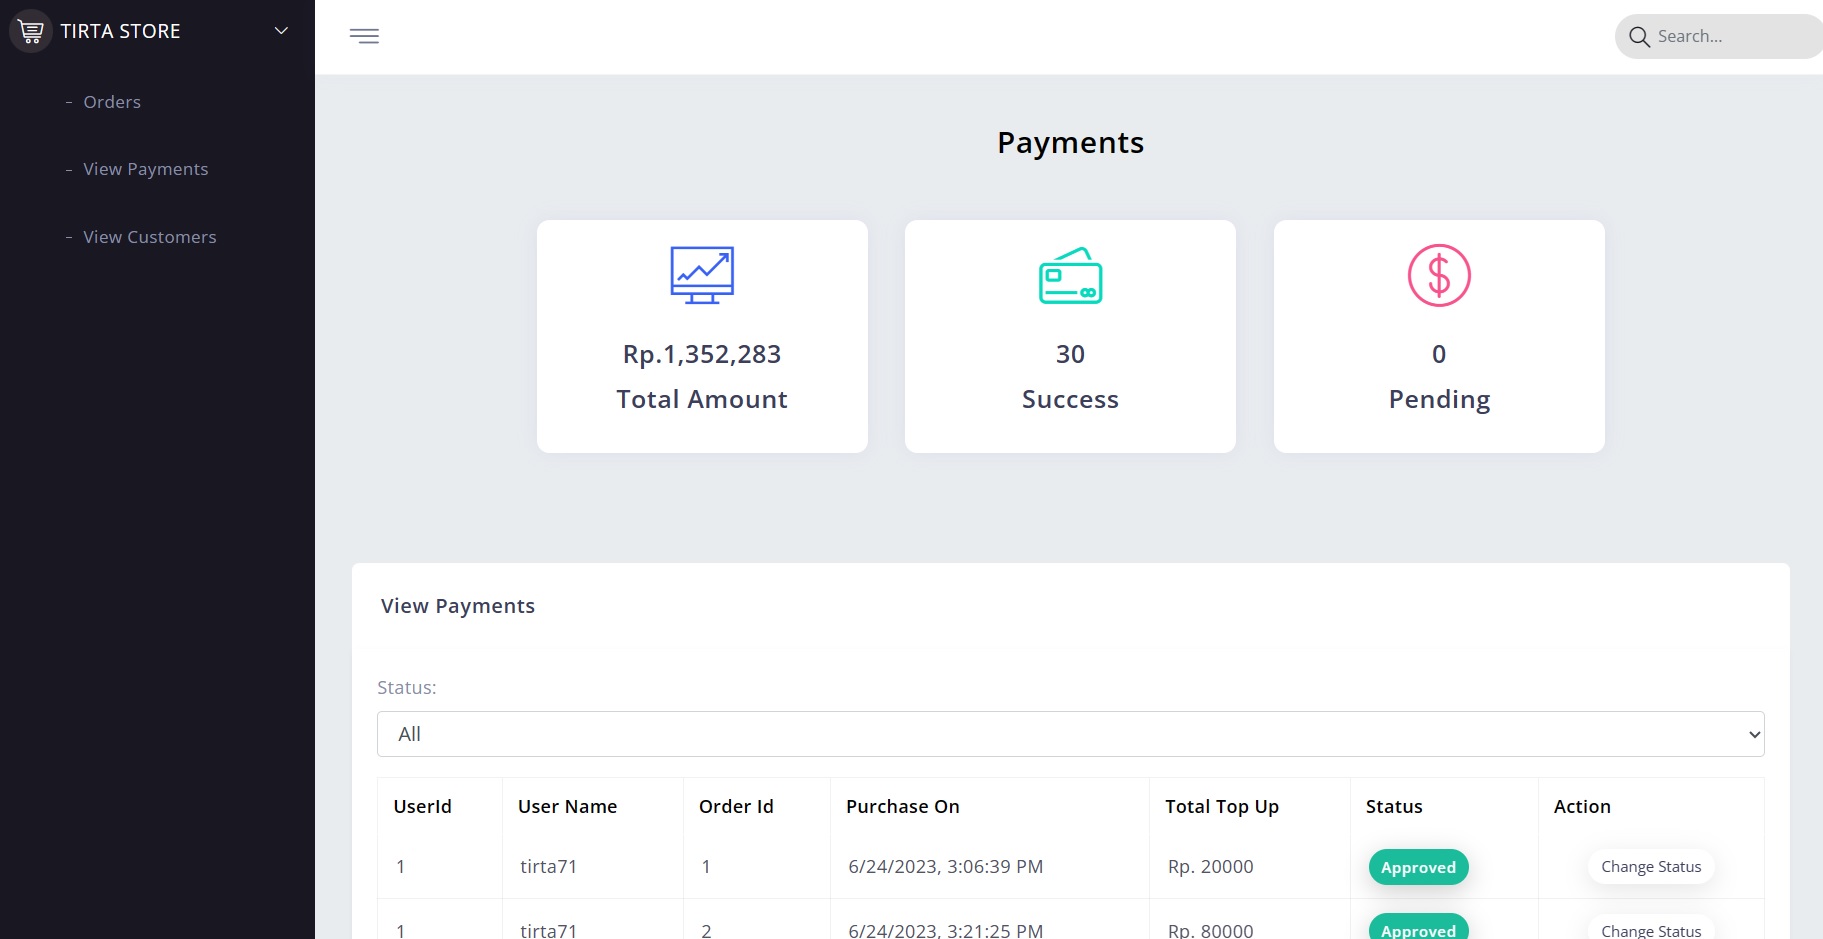 TIRTA STORE
- Orders
- View Payments
- View Customers
Search...
Payments
Rp.1,352,283
Total Amount
30
Success
0
Pending
View Payments
Status:
All
UserId User Name Order Id Purchase On Total Top Up Status Action
1 tirta71 1 6/24/2023, 3:06:39 PM Rp. 20000 Approved Change Status
1 tirta71 2 6/24/2023, 3:21:25 PM Rp. 80000 Approved Change Status